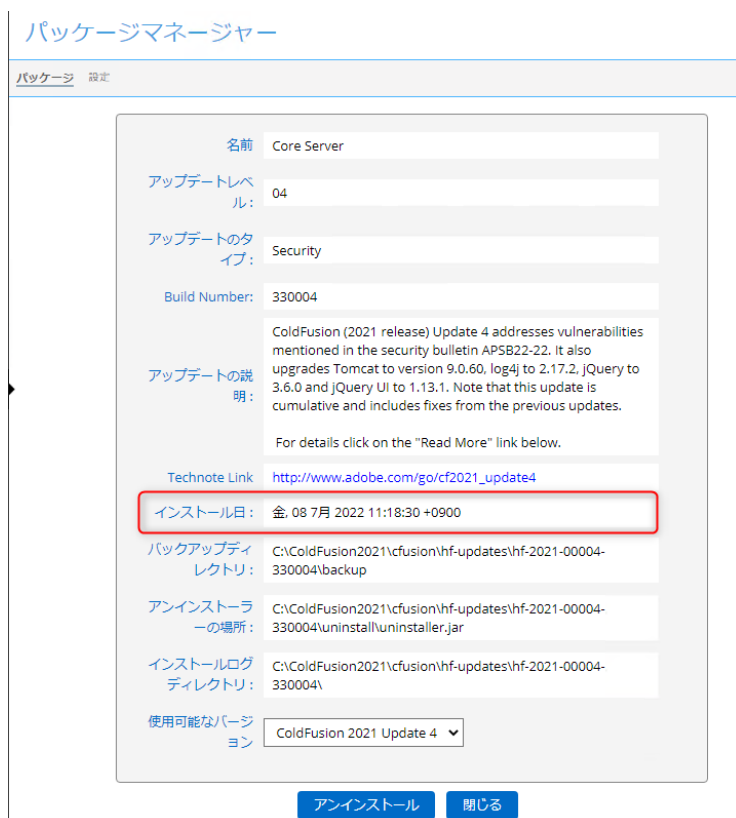 パッケージマネージャー
パッケージ 設定
名前 Core Server
アップデートレベ
ル : 04
アップデートのタ
イプ : Security
Build Number: 330004
アップデートの説
明 :
ColdFusion (2021 release) Update 4 addresses vulnerabilities
mentioned in the security bulletin APSB22-22. It also
upgrades Tomcat to version 9.0.60, log4j to 2.17.2, jQuery to
3.6.0 and jQuery UI to 1.13.1. Note that this update is
cumulative and includes fixes from the previous updates.
For details click on the "Read More" link below.
Technote Link http://www.adobe.com/go/cf2021_update4
インストール日 : 金, 08 7月 2022 11:18:30 +0900
バックアップディ
レクトリ :
C:\ColdFusion2021\cfusion\hf-updates\hf-2021-00004-
330004\backup
アンインストーラ
ーの場所 :
C:\ColdFusion2021\cfusion\hf-updates\hf-2021-00004-
330004\uninstall\uninstaller.jar
インストールログ
ディレクトリ :
C:\ColdFusion2021\cfusion\hf-updates\hf-2021-00004-
330004\
使用可能なバージ
ョン
ColdFusion 2021 Update 4
アンインストール 閉じる